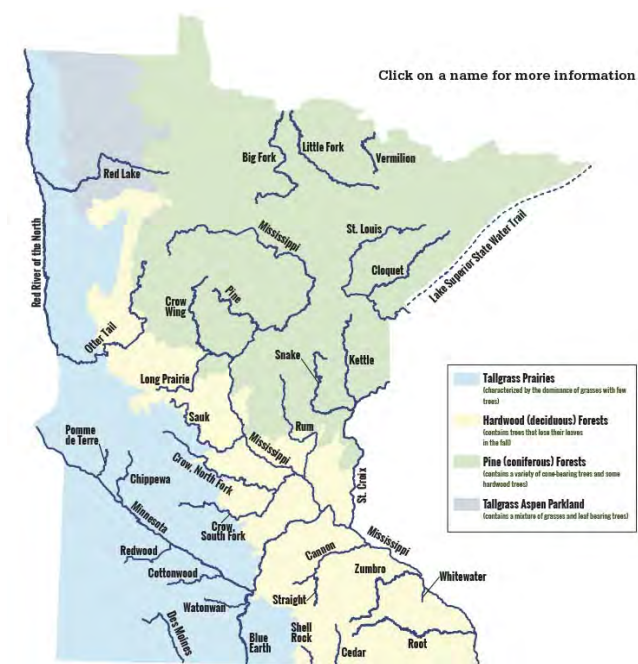 Click on a name for more information
Big Fork
Little Fork
Vermilion
Red Lake
Mississippi
St. Louis
Cloquet
Lake Superior State Water Trail
Red River of the North
Pine
Crow
Wing
Otter Tail
Snake
Kettle
Long Prairie
Sauk
Rum
Mississippi
Pomme
de Terre
Chippewa
Crow, North Fork
St. Croix
Minnesota
Crow,
South Fork
Mississippi
Cannon
Redwood
Zumbro
Whitewater
Cottonwood
Straight
Watonwan
Des Moines
Blue
Earth
Shell
Rock
Cedar
Root
Tallgrass Prairies
(characterized by the dominance of grasses with few
trees)
Hardwood (deciduous) Forests
(contains trees that lose their leaves
in the fall)
Pine (coniferous) Forests
(contains a variety of cone-bearing trees and some
hardwood trees)
Tallgrass Aspen Parkland
(contains a mixture of grasses and leaf bearing trees)